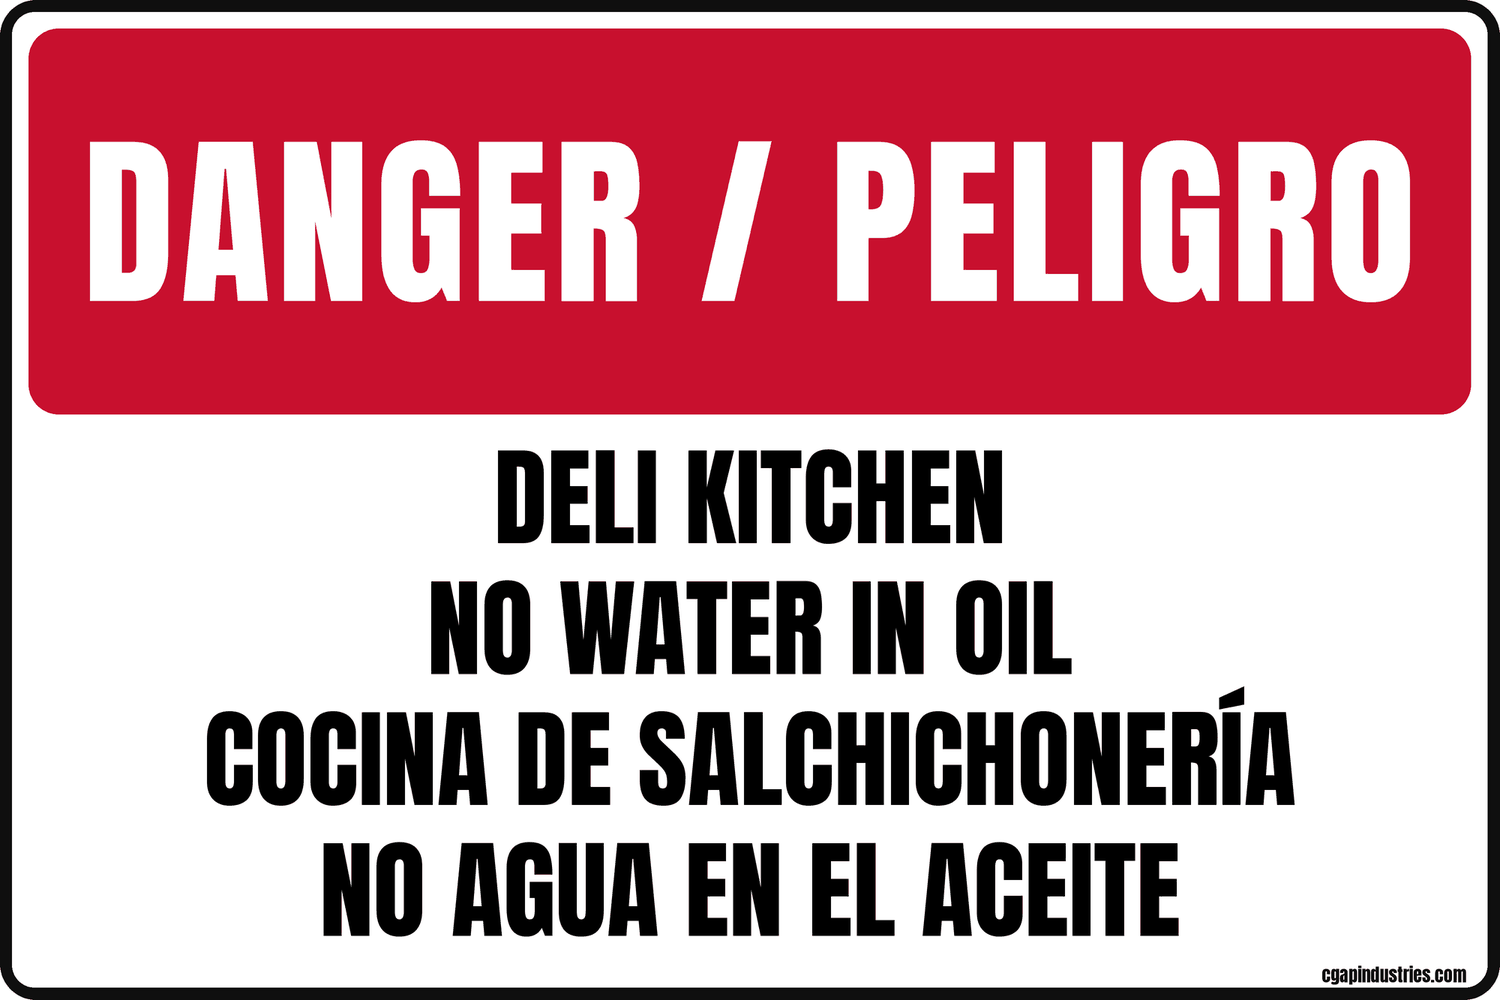 DANGER / PELIGRO
DELI KITCHEN
NO WATER IN OIL
COCINA DE SALCHICHONERÍA
NO AGUA EN EL ACEITE
cgapindustries.com